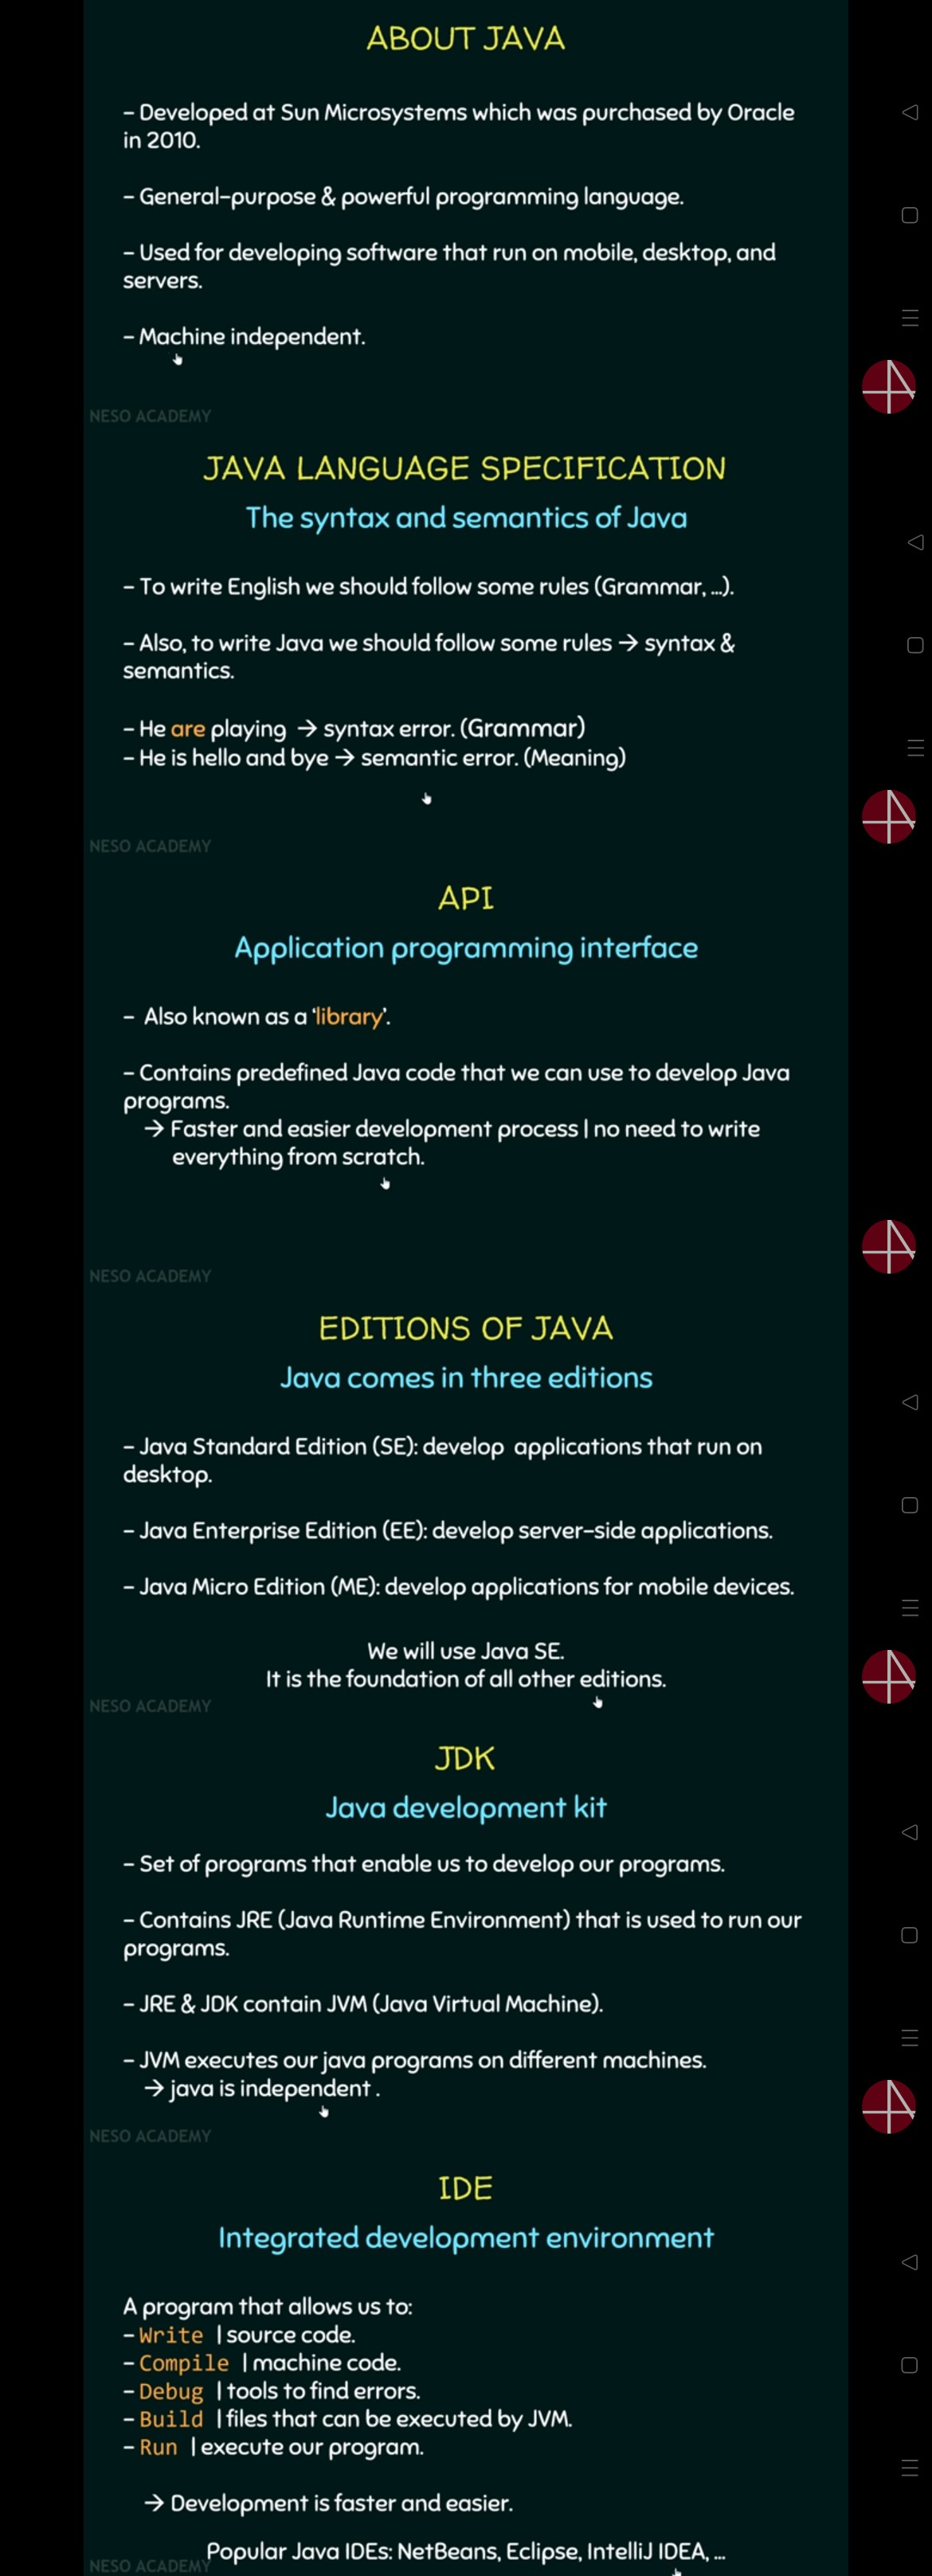 ABOUT JAVA
– Developed at Sun Microsystems which was purchased by Oracle
in 2010.
– General-purpose & powerful programming language.
– Used for developing software that run on mobile, desktop, and
servers.
– Machine independent.
NESO ACADEMY
JAVA LANGUAGE SPECIFICATION
The syntax and semantics of Java
– To write English we should follow some rules (Grammar, ...).
– Also, to write Java we should follow some rules → syntax &
semantics.
– He are playing → syntax error. (Grammar)
– He is hello and bye → semantic error. (Meaning)
NESO ACADEMY
API
Application programming interface
– Also known as a 'library'.
– Contains predefined Java code that we can use to develop Java
programs.
→ Faster and easier development process | no need to write
everything from scratch.
NESO ACADEMY
EDITIONS OF JAVA
Java comes in three editions
– Java Standard Edition (SE): develop applications that run on
desktop.
– Java Enterprise Edition (EE): develop server-side applications.
– Java Micro Edition (ME): develop applications for mobile devices.
We will use Java SE.
It is the foundation of all other editions.
NESO ACADEMY
JDK
Java development kit
– Set of programs that enable us to develop our programs.
– Contains JRE (Java Runtime Environment) that is used to run our
programs.
– JRE & JDK contain JVM (Java Virtual Machine).
– JVM executes our java programs on different machines.
→ java is independent .
NESO ACADEMY
IDE
Integrated development environment
A program that allows us to:
– Write | source code.
– Compile | machine code.
– Debug | tools to find errors.
– Build | files that can be executed by JVM.
– Run | execute our program.
→ Development is faster and easier.
Popular Java IDEs: NetBeans, Eclipse, IntelliJ IDEA, ...
NESO ACADEMY